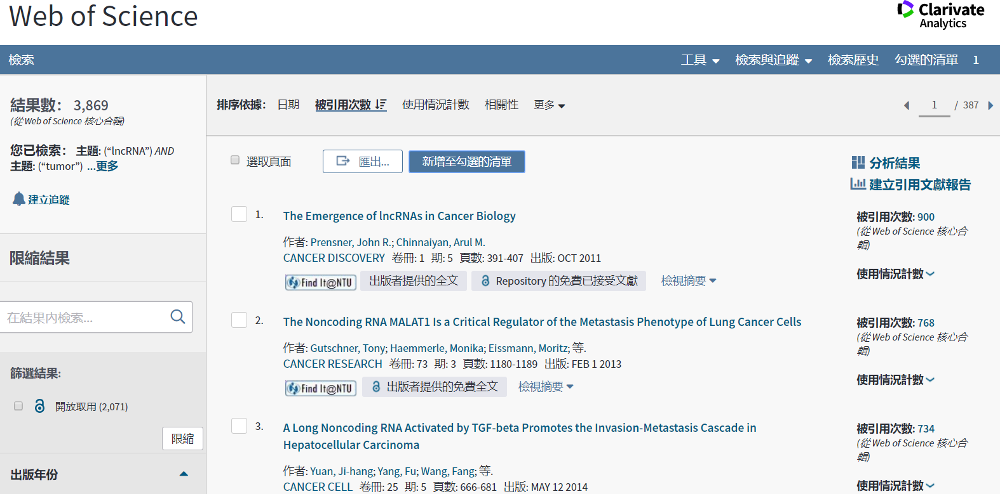 Web of Science
Clarivate
Analytics
檢索
工具 檢索與追蹤 檢索歷史 勾選的清單 1
結果數： 3,869
(從 Web of Science 核心合輯)
您已檢索： 主題: (“lncRNA”) AND
主題: (“tumor”) ...更多
建立追蹤
限縮結果
在結果內檢索...
篩選結果:
開放取用 (2,071)
限縮
出版年份
排序依據: 日期 被引用次數 使用情況計數 相關性 更多
1 / 387
選取頁面 匯出... 新增至勾選的清單
分析結果
建立引用文獻報告
1. The Emergence of lncRNAs in Cancer Biology
作者: Prensner, John R.; Chinnaiyan, Arul M.
CANCER DISCOVERY 卷冊: 1 期: 5 頁數: 391-407 出版: OCT 2011
Find It@NTU 出版者提供的全文 Repository 的免費已接受文獻 檢視摘要
被引用次數: 900
(從 Web of Science 核心合
輯)
使用情況計數
2. The Noncoding RNA MALAT1 Is a Critical Regulator of the Metastasis Phenotype of Lung Cancer Cells
作者: Gutschner, Tony; Haemmerle, Monika; Eissmann, Moritz; 等.
CANCER RESEARCH 卷冊: 73 期: 3 頁數: 1180-1189 出版: FEB 1 2013
Find It@NTU 出版者提供的免費全文 檢視摘要
被引用次數: 768
(從 Web of Science 核心合
輯)
使用情況計數
3. A Long Noncoding RNA Activated by TGF-beta Promotes the Invasion-Metastasis Cascade in
Hepatocellular Carcinoma
作者: Yuan, Ji-hang; Yang, Fu; Wang, Fang; 等.
CANCER CELL 卷冊: 25 期: 5 頁數: 666-681 出版: MAY 12 2014
被引用次數: 734
(從 Web of Science 核心合
輯)
使用情況計數